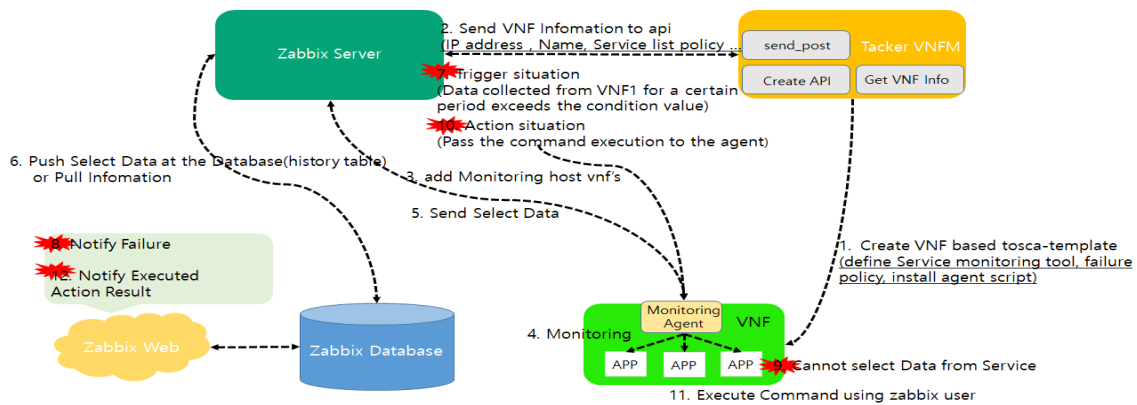 Zabbix Server
2. Send VNF Infomation to api
(IP address , Name, Service list policy ...
7. Trigger situation
(Data collected from VNF1 for a certain
period exceeds the condition value)
10. Action situation
(Pass the command execution to the agent)
send_post
Tacker VNFM
Create API
Get VNF Info
6. Push Select Data at the Database(history table)
or Pull Infomation
3. add Monitoring host vnf's
5. Send Select Data
8. Notify Failure
12. Notify Executed
Action Result
1. Create VNF based tosca-template
(define Service monitoring tool, failure
policy, install agent script)
Zabbix Web
Zabbix Database
4. Monitoring
Monitoring
Agent
VNF
APP
APP
APP
9. Cannot select Data from Service
11. Execute Command using zabbix user